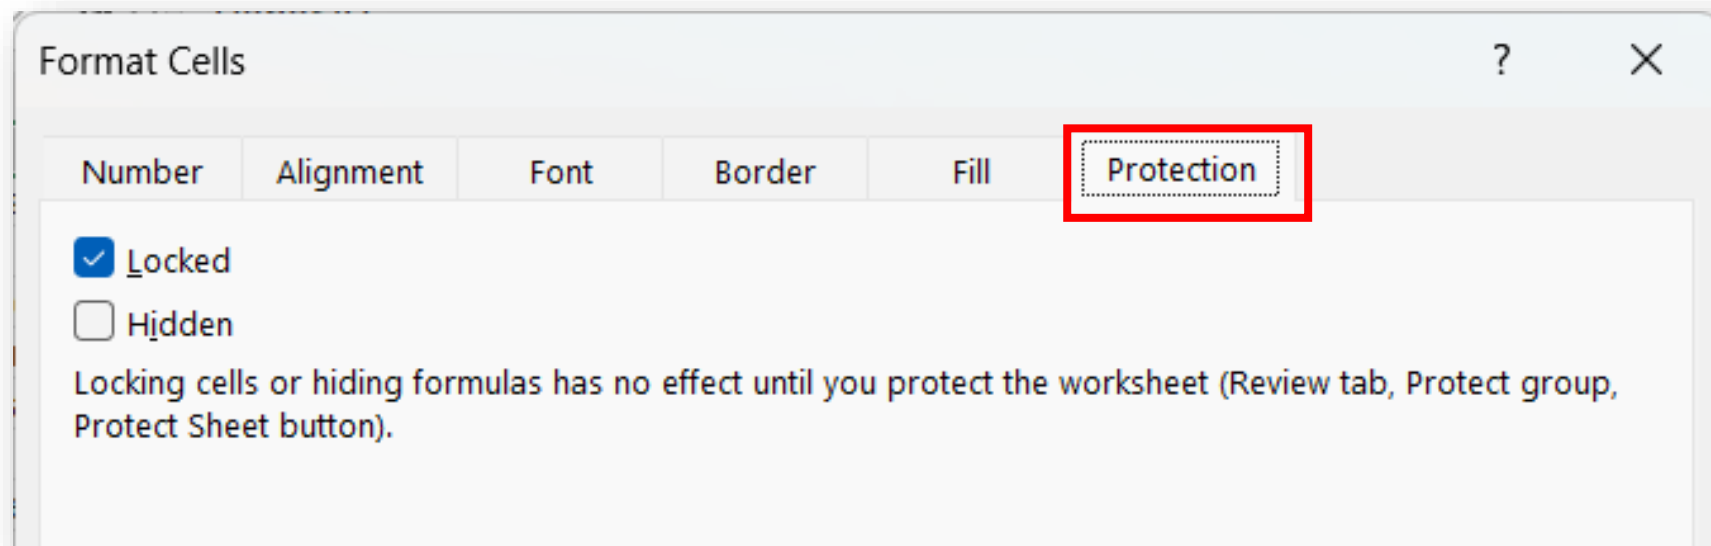 Format Cells
?
Number Alignment Font Border Fill Protection
Locked
Hidden
Locking cells or hiding formulas has no effect until you protect the worksheet (Review tab, Protect group,
Protect Sheet button).